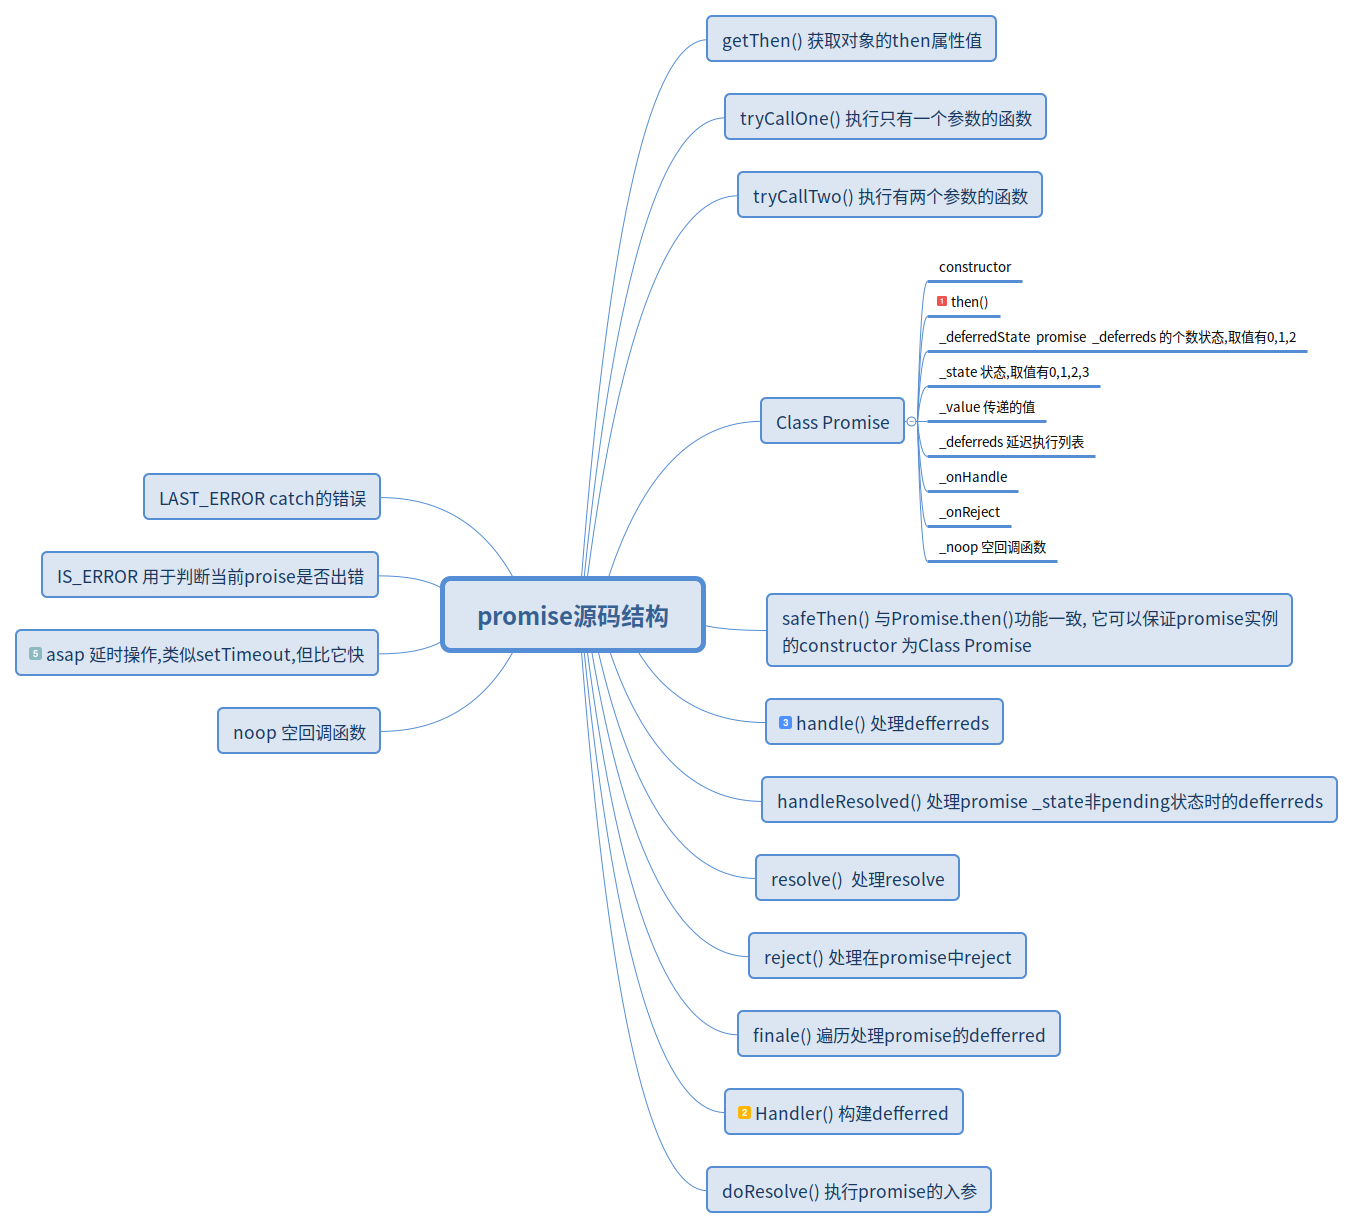 getThen() 获取对象的then属性值
tryCallOne() 执行只有一个参数的函数
tryCallTwo() 执行有两个参数的函数
constructor
1 then()
_deferredState  promise  _deferreds 的个数状态,取值有0,1,2
_state 状态,取值有0,1,2,3
_value 传递的值
Class Promise
_deferreds 延迟执行列表
_onHandle
_onReject
_noop 空回调函数
LAST_ERROR catch的错误
IS_ERROR 用于判断当前proise是否出错
5 asap 延时操作,类似setTimeout,但比它快
noop 空回调函数
promise源码结构
safeThen() 与Promise.then()功能一致, 它可以保证promise实例
的constructor 为Class Promise
3 handle() 处理defferreds
handleResolved() 处理promise _state非pending状态时的defferreds
resolve()  处理resolve
reject() 处理在promise中reject
finale() 遍历处理promise的defferred
2 Handler() 构建defferred
doResolve() 执行promise的入参